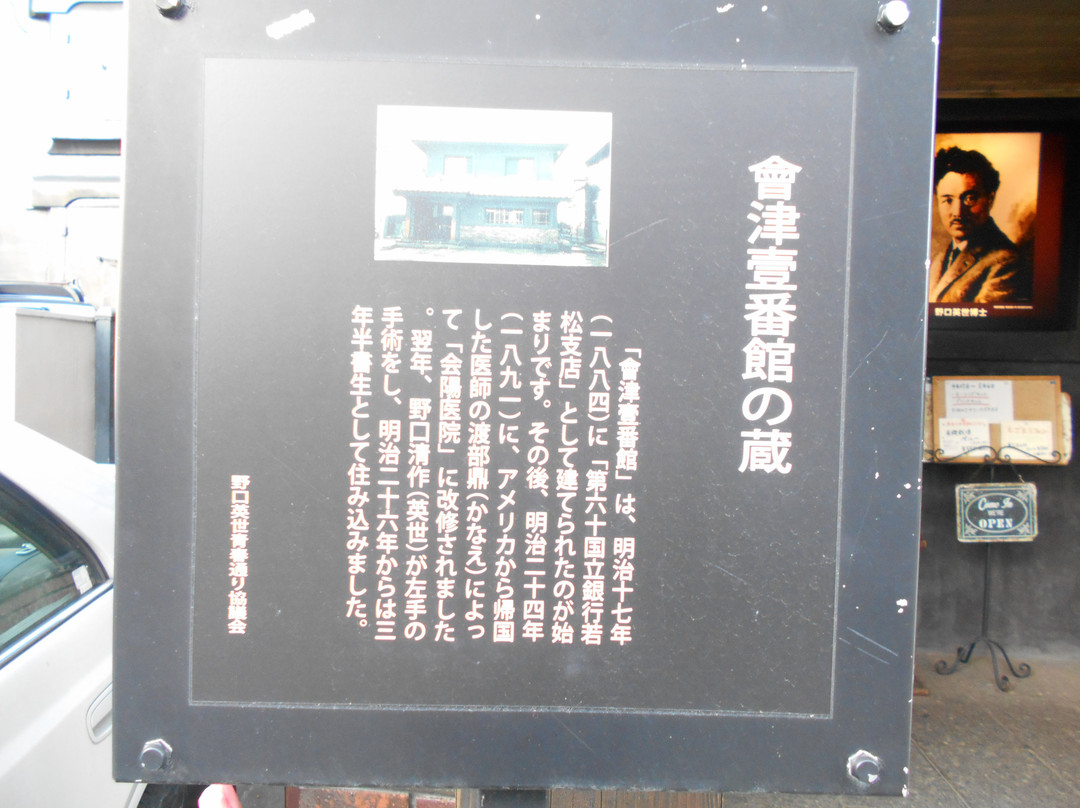 會津壹番館の蔵
「會津壹番館」は、明治十七年
(一八八四)に「第六十国立銀行若
松支店」として建てられたのが始
まりです。その後、明治二十四年
(一八九一)に、アメリカから帰国
した医師の渡部鼎(かなえ)によっ
て「会陽医院」に改修されました
。翌年、野口清作(英世)が左手の
手術をし、明治二十六年からは三
年半書生として住み込みました。
野口英世青春通り協議会
野口英世博士
Come In
WE'RE
OPEN